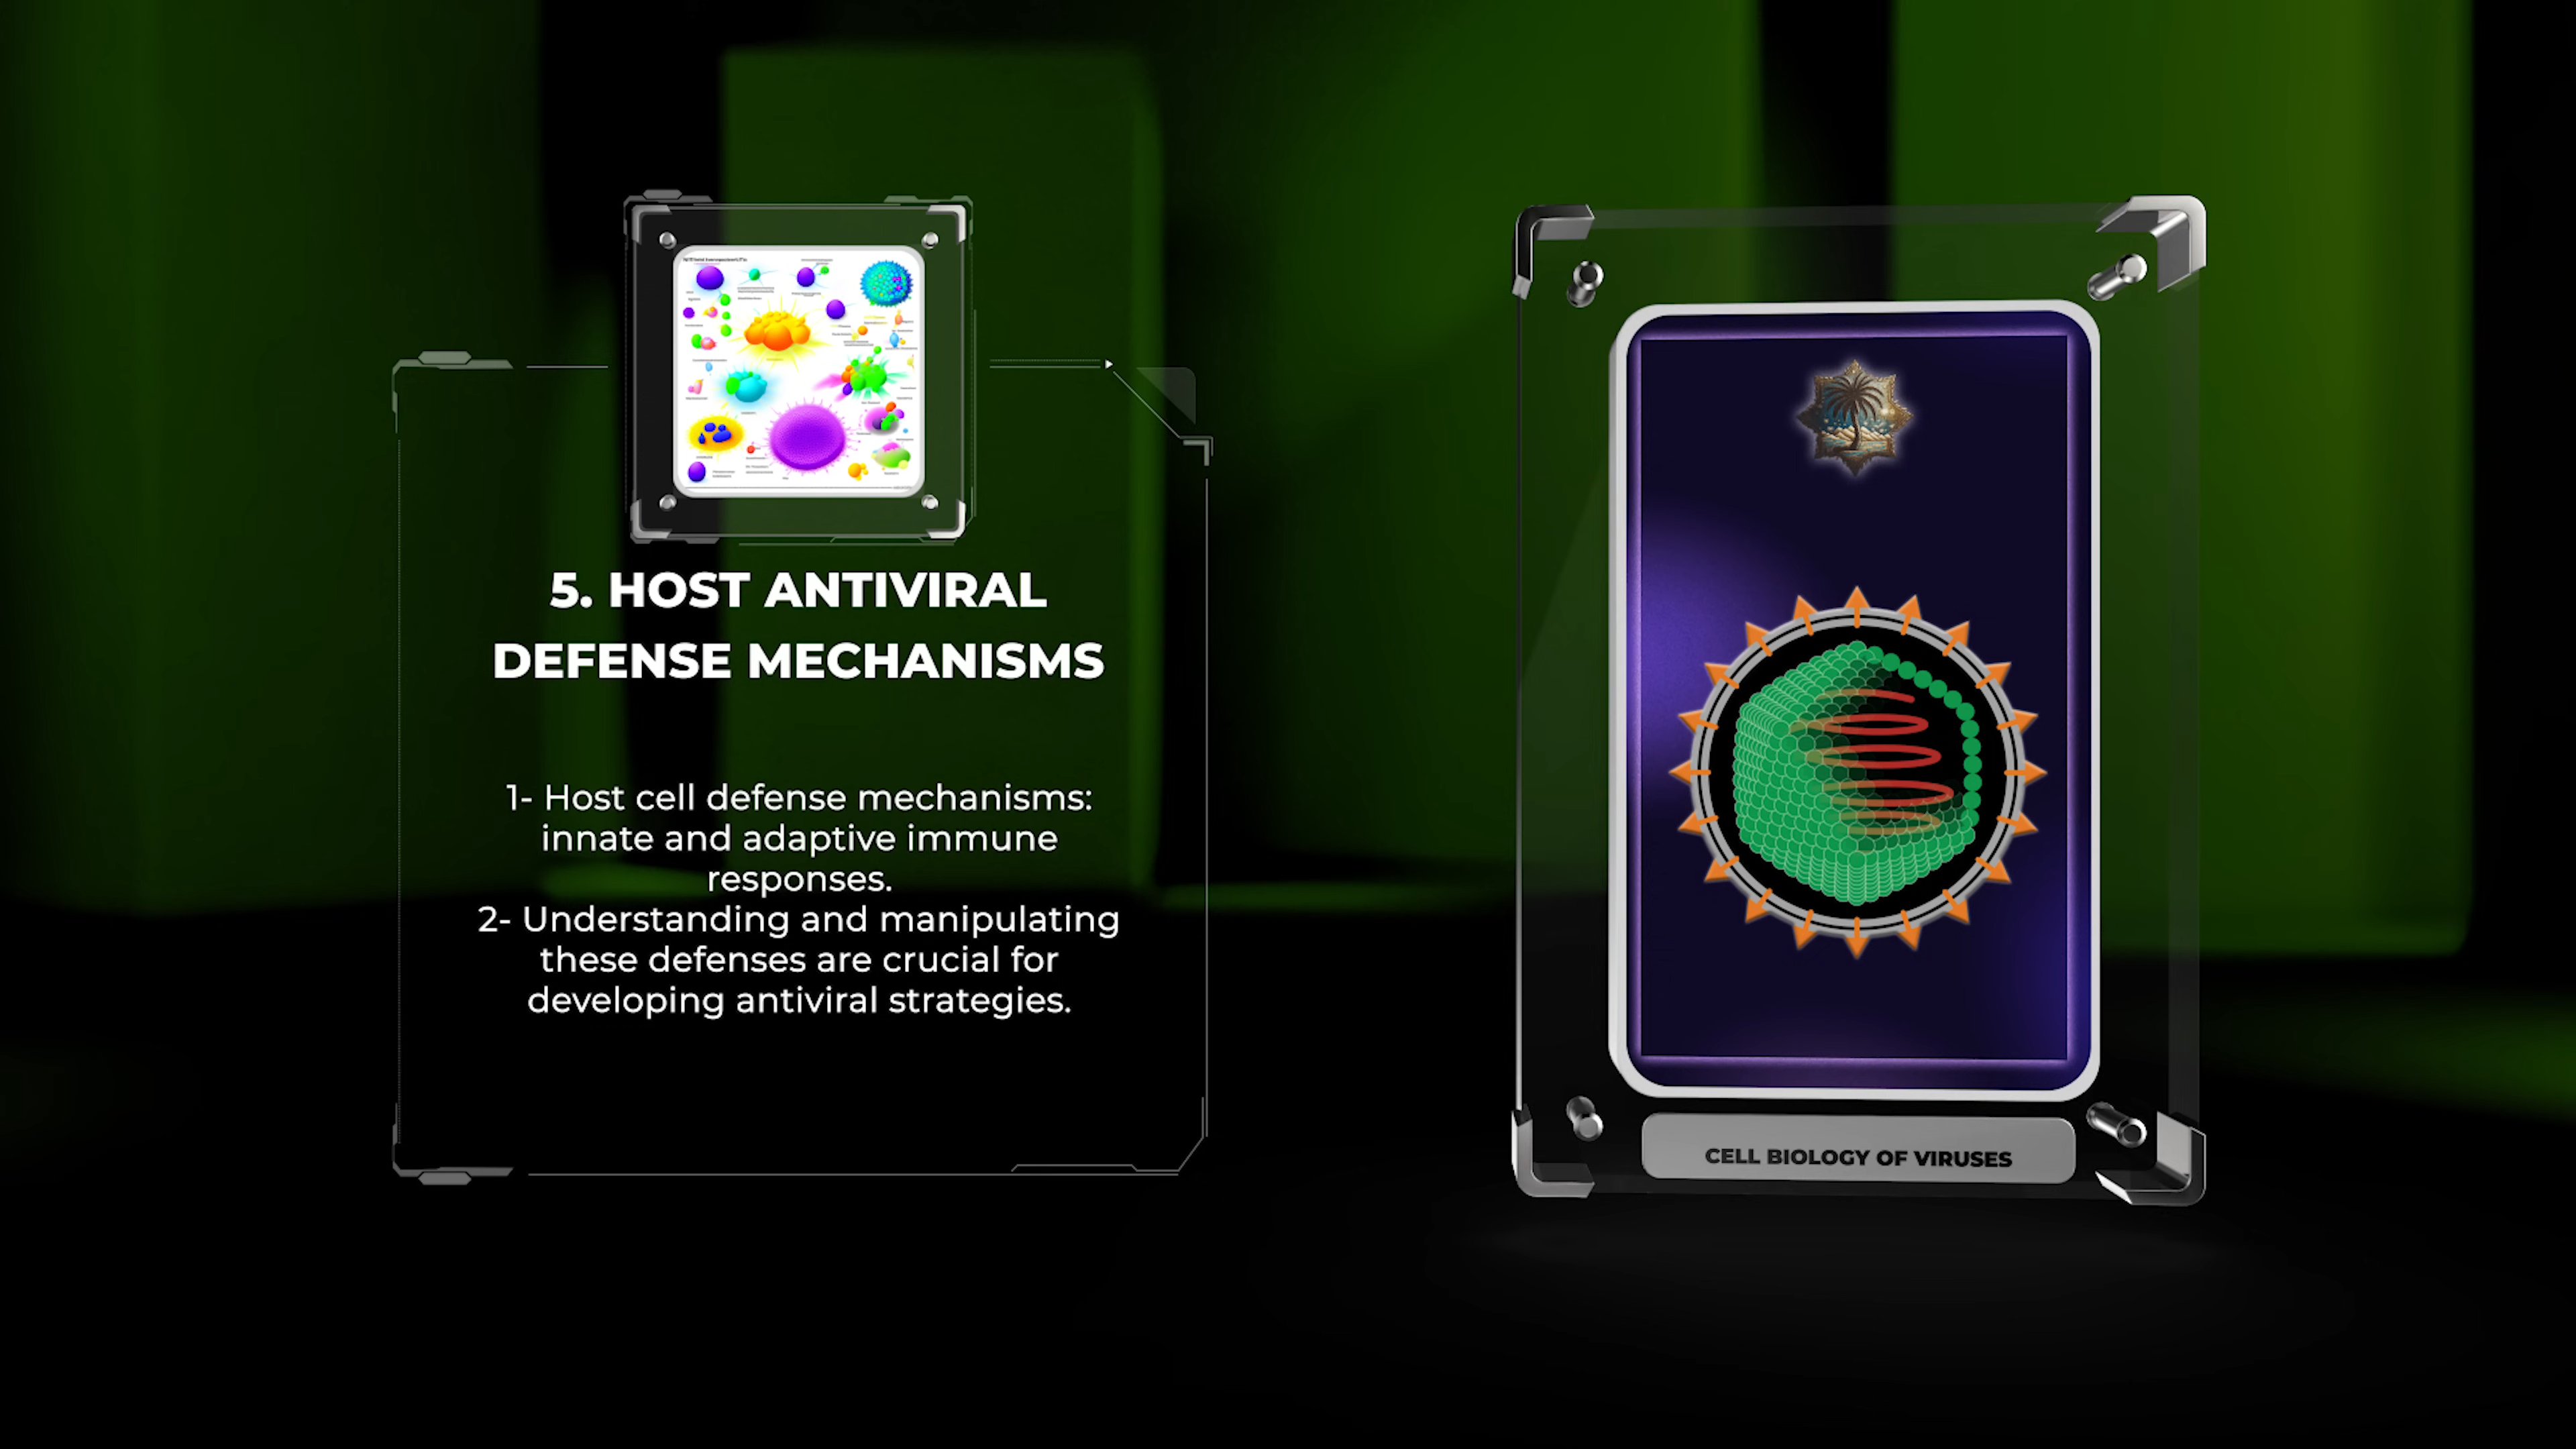 5. HOST ANTIVIRAL
DEFENSE MECHANISMS
1- Host cell defense mechanisms:
innate and adaptive immune
responses.
2- Understanding and manipulating
these defenses are crucial for
developing antiviral strategies.
CELL BIOLOGY OF VIRUSES